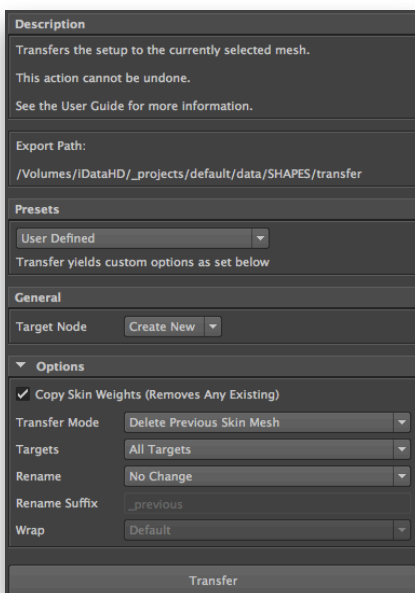 Description
Transfers the setup to the currently selected mesh.
This action cannot be undone.
See the User Guide for more information.
Export Path:
/Volumes/iDataHD/_projects/default/data/SHAPES/transfer
Presets
User Defined
Transfer yields custom options as set below
General
Target Node Create New
Options
Copy Skin Weights (Removes Any Existing)
Transfer Mode Delete Previous Skin Mesh
Targets All Targets
Rename No Change
Rename Suffix _previous
Wrap Default
Transfer